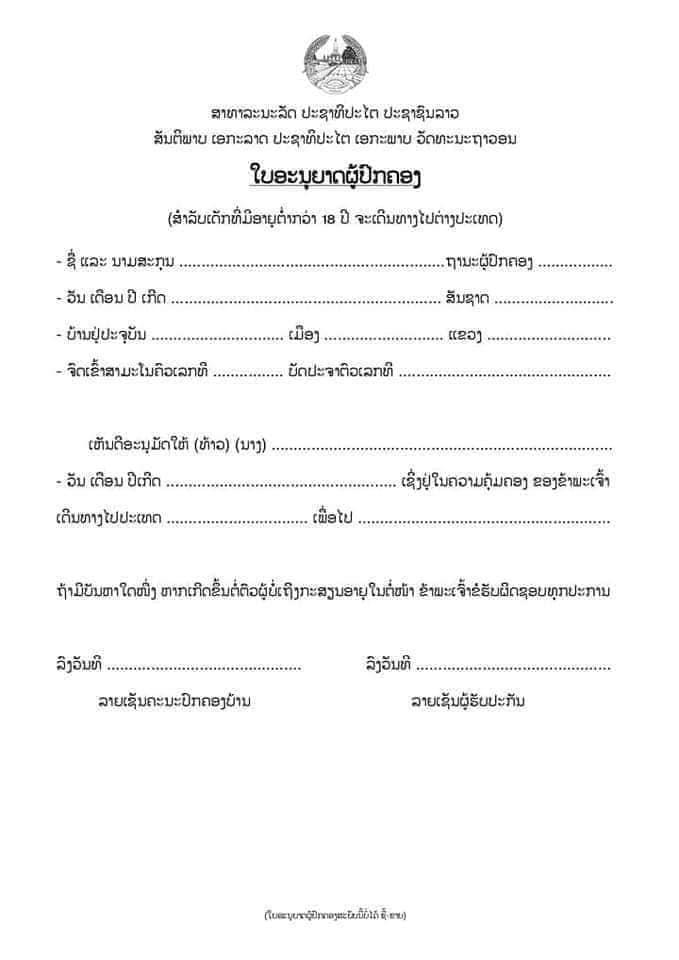 ສາທາລະນະລັດ ປະຊາທິປະໄຕ ປະຊາຊົນລາວ
ສັນຕິພາບ ເອກະລາດ ປະຊາທິປະໄຕ ເອກະພາບ ວັດທະນະຖາວອນ
ໃບອະນຸຍາດຜູ້ປົກຄອງ
(ສຳລັບເດັກທີ່ມີອາຍຸຕ່ຳກວ່າ 18 ປີ ຈະເດີນທາງໄປຕ່າງປະເທດ)
- ຊື່ ແລະ ນາມສະກຸນ ..................................................ຖານະຜູ້ປົກຄອງ .................
- ວັນ ເດືອນ ປີ ເກີດ .............................................................. ສັນຊາດ ...........................
- ບ້ານຢູ່ປະຈຸບັນ .............................. ເມືອງ ........................... ແຂວງ ............................
- ຈົດເຂົ້າສາມະໂນຄົວເລກທີ ................ ບັດປະຈາຕົວເລກທີ ................................................
ເຫັນດີອະນຸມັດໃຫ້ (ທ້າວ) (ນາງ) .............................................................................
- ວັນ ເດືອນ ປີເກີດ .................................................... ເຊິ່ງຢູ່ໃນຄວາມຄຸ້ມຄອງ ຂອງຂ້າພະເຈົ້າ
ເດີນທາງໄປປະເທດ ................................ ເພື່ອໄປ .........................................................
ຖ້າມີບັນຫາໃດໜຶ່ງ ຫາກເກີດຂຶ້ນຕໍ່ຕົວຜູ້ບໍ່ເຖິງກະສຽນອາຍຸໃນຕໍ່ໜ້າ ຂ້າພະເຈົ້າຂໍຮັບຜິດຊອບທຸກປະການ
ລົງວັນທີ ............................................ ລົງວັນທີ ............................................
ລາຍເຊັນຄະນະປົກຄອງບ້ານ ລາຍເຊັນຜູ້ຮັບປະກັນ
(ໃບອະນຸຍາດຜູ້ປົກຄອງສະບັບນີ້ບໍ່ໄດ້ ຊື້-ຂາຍ)